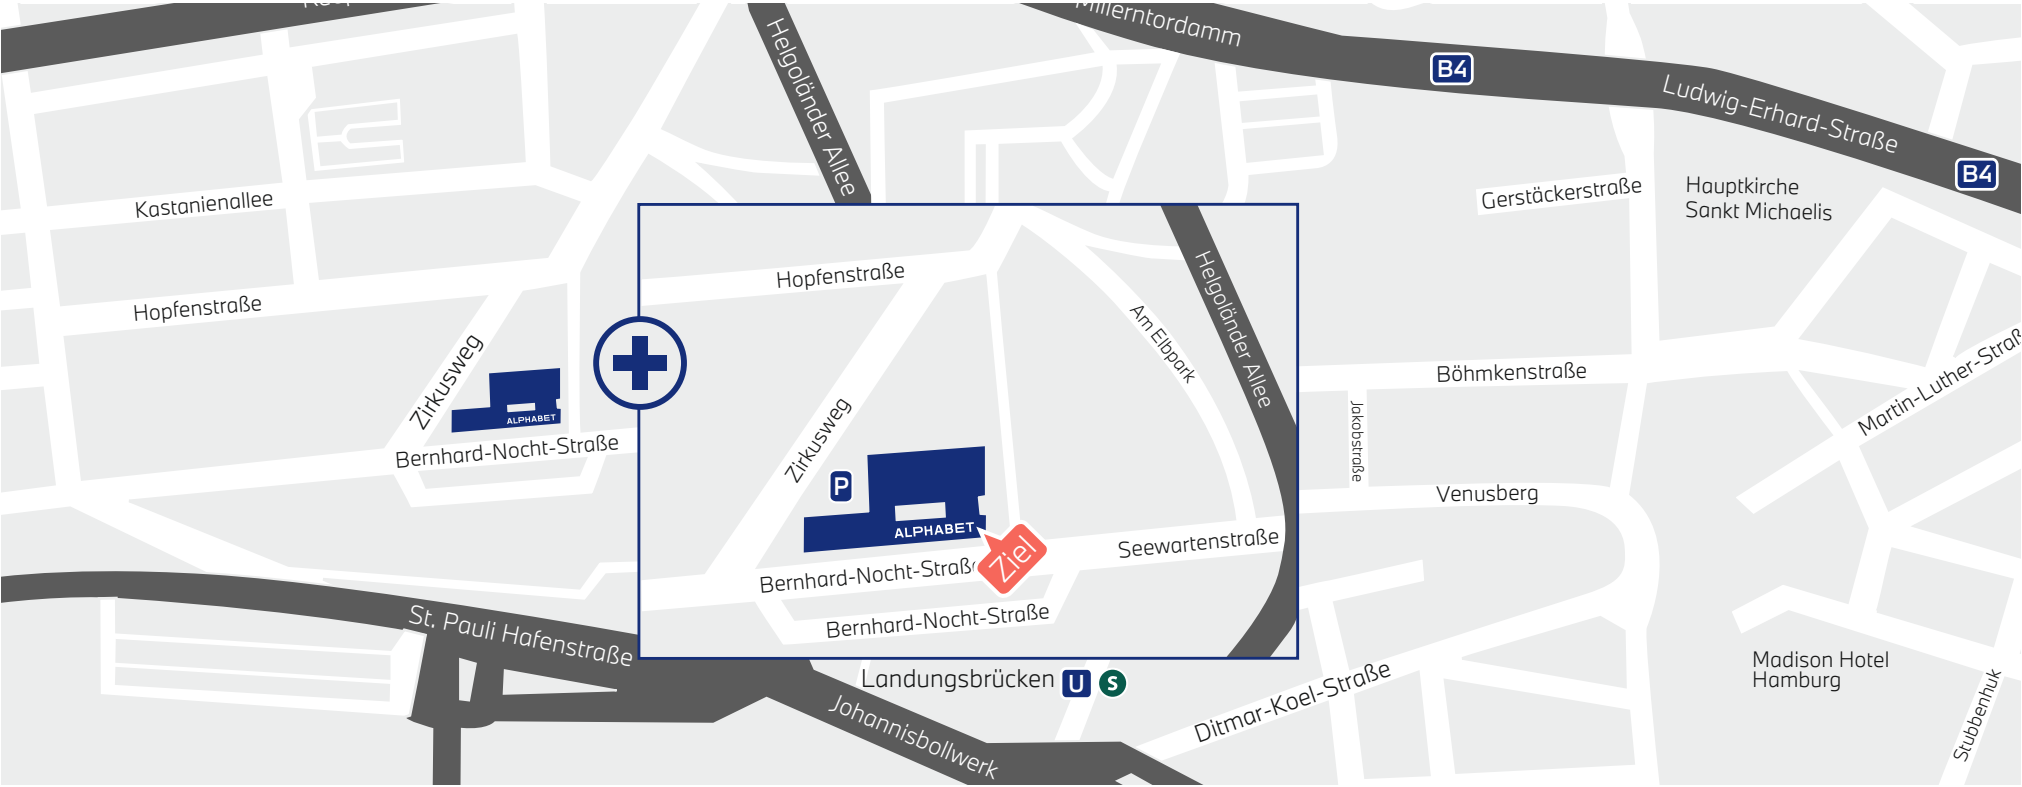 Millerntordamm
Helgoländer Allee
B4
Ludwig-Erhard-Straße
B4
Kastanienallee
Gerstäckerstraße
Hauptkirche
Sankt Michaelis
Hopfenstraße
Hopfenstraße
Helgoländer Allee
Am Elbpark
Zirkusweg
ALPHABET
Bernhard-Nocht-Straße
Zirkusweg
P
ALPHABET
Ziel
Bernhard-Nocht-Straße
Seewartenstraße
Bernhard-Nocht-Straße
Böhmkenstraße
Jakobstraße
Martin-Luther-Straß
Venusberg
St. Pauli Hafenstraße
Landungsbrücken U S
Johannisbollwerk
Ditmar-Koel-Straße
Madison Hotel
Hamburg
Stubbenhuk